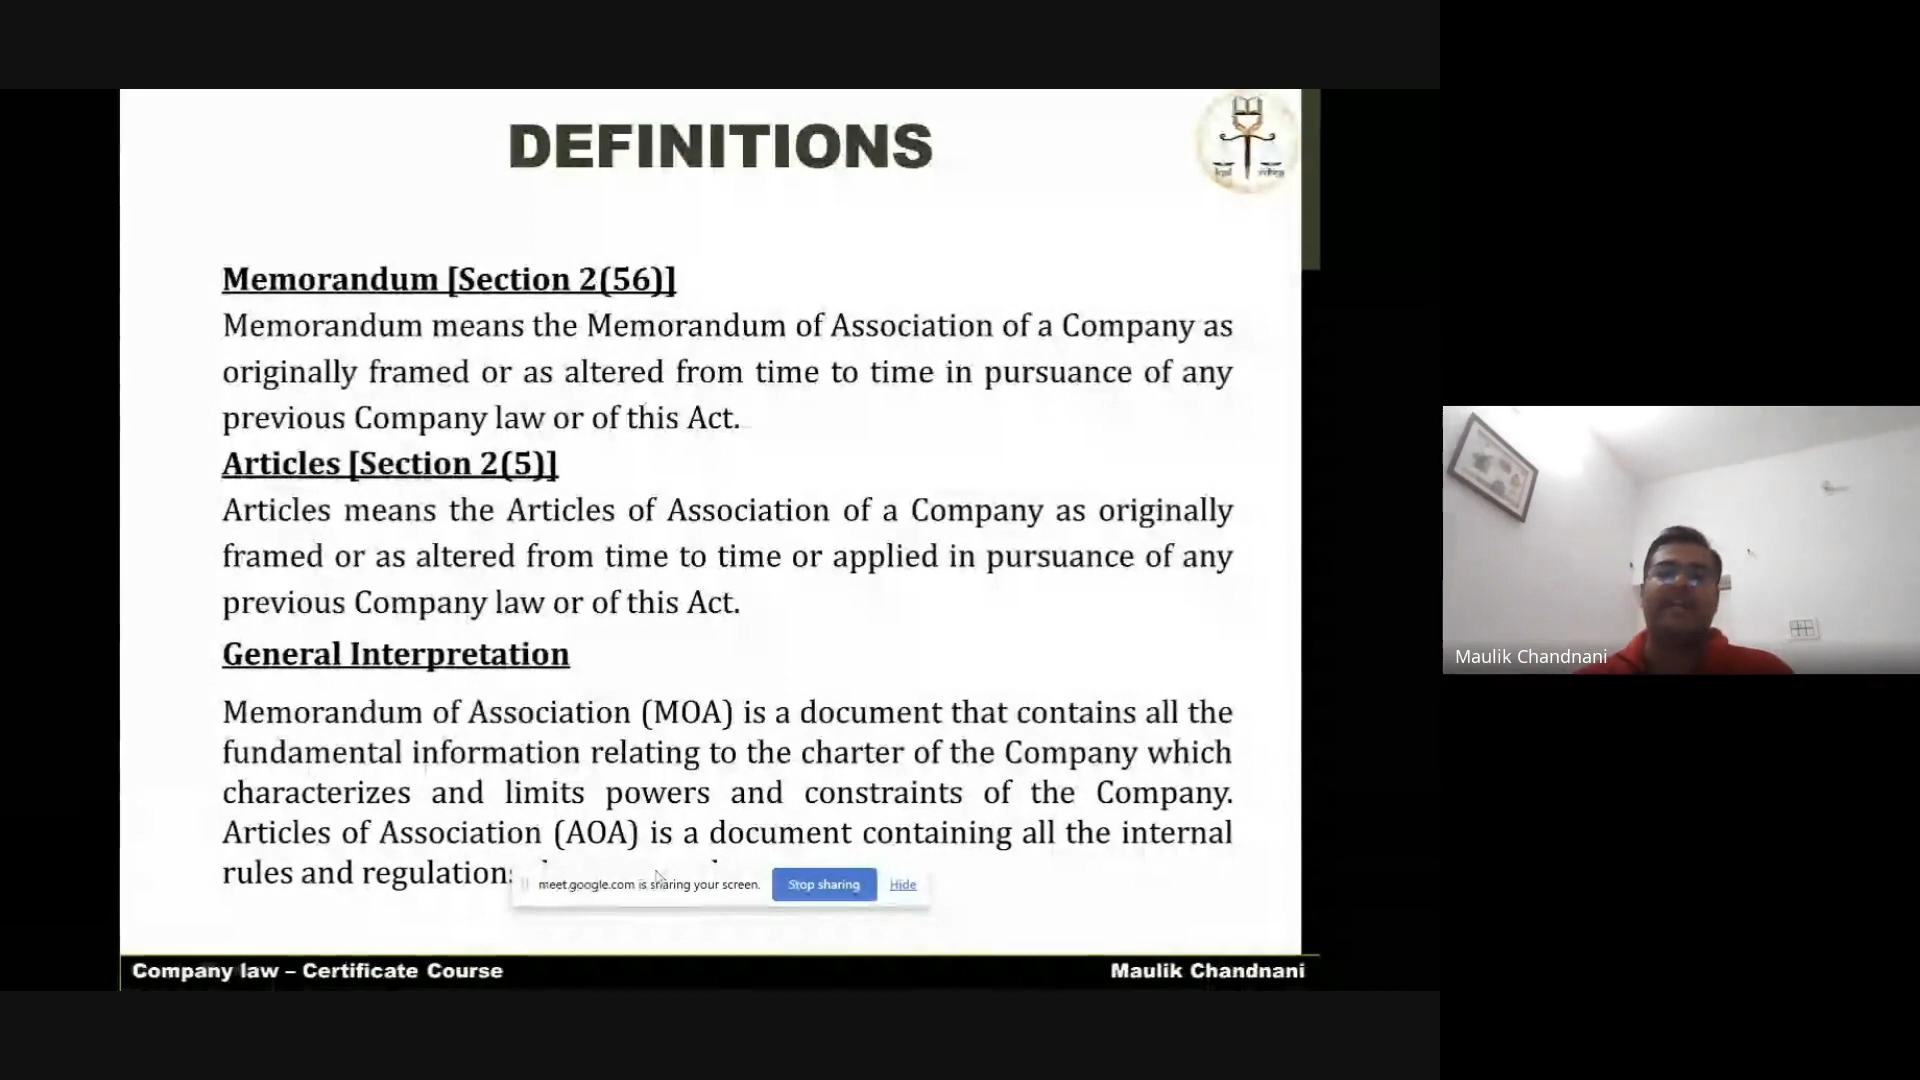 DEFINITIONS
Memorandum [Section 2(56)]
Memorandum means the Memorandum of Association of a Company as
originally framed or as altered from time to time in pursuance of any
previous Company law or of this Act.
Articles [Section 2(5)]
Articles means the Articles of Association of a Company as originally
framed or as altered from time to time or applied in pursuance of any
previous Company law or of this Act.
General Interpretation
Memorandum of Association (MOA) is a document that contains all the
fundamental information relating to the charter of the Company which
characterizes and limits powers and constraints of the Company.
Articles of Association (AOA) is a document containing all the internal
rules and regulation
meet.google.com is sharing your screen.
Stop sharing
Hide
Company law – Certificate Course
Maulik Chandnani
Maulik Chandnani